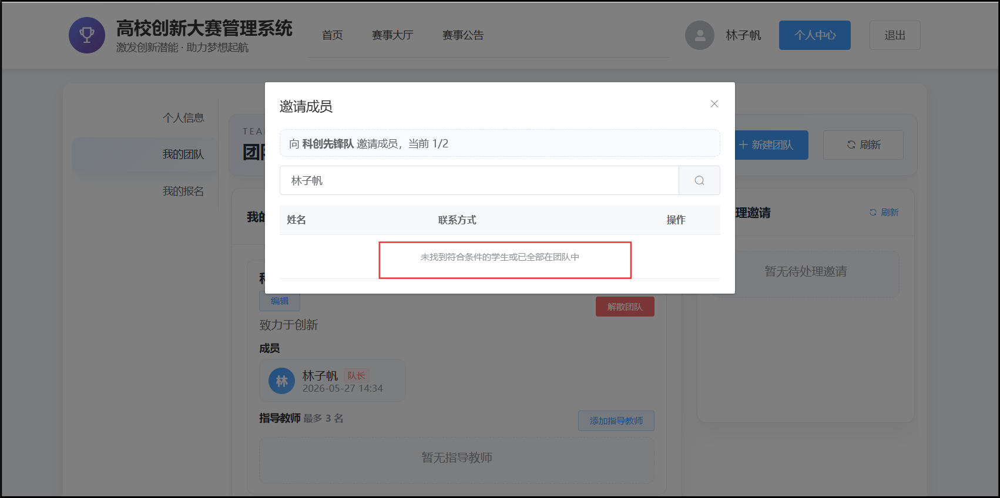 高校创新大赛管理系统
激发创新潜能 · 助力梦想起航
首页 赛事大厅 赛事公告
林子帆 个人中心 退出
个人信息
我的团队
我的报名
TEA
团队
新建团队
刷新
邀请成员
向 科创先锋队 邀请成员，当前 1/2
林子帆
姓名 联系方式 操作
未找到符合条件的学生或已全部在团队中
我的
理邀请
刷新
暂无待处理邀请
科
编辑
解散团队
致力于创新
成员
林
林子帆 队长
2026-05-27 14:34
指导教师 最多 3 名
添加指导教师
暂无指导教师